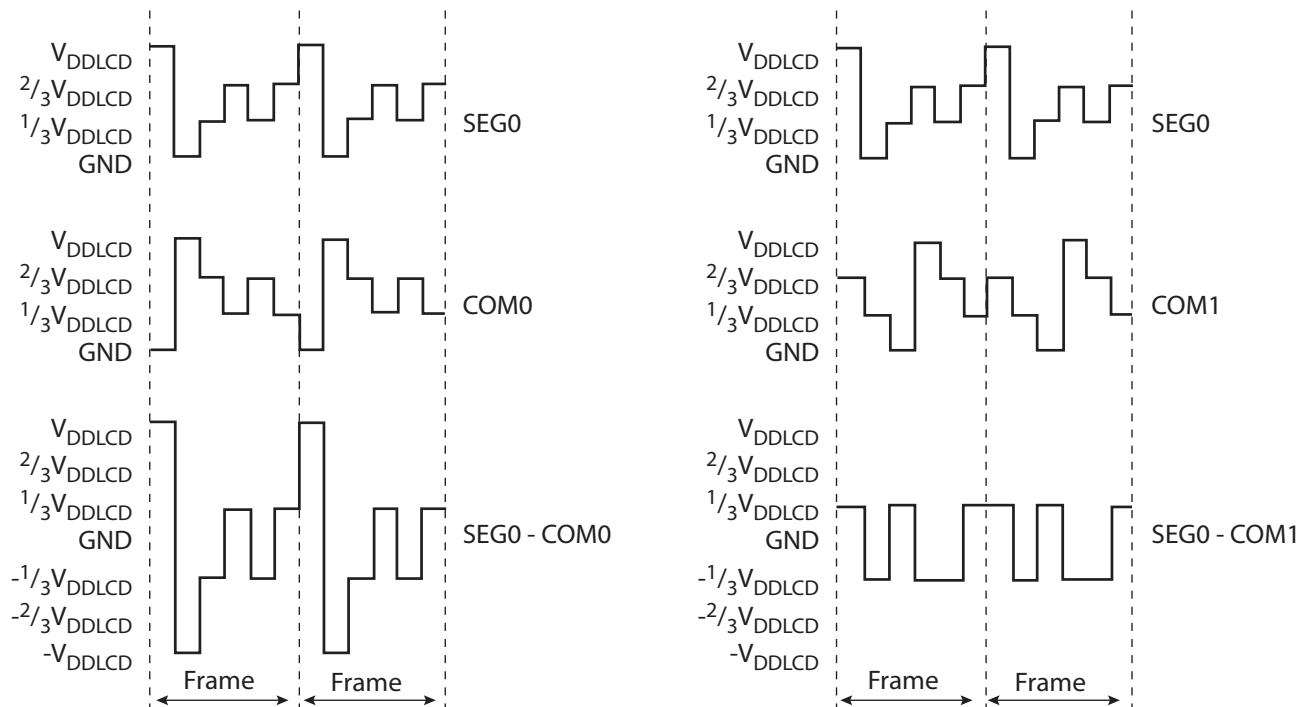 V_DDLCD
2/3V_DDLCD
1/3V_DDLCD
GND
SEG0
V_DDLCD
2/3V_DDLCD
1/3V_DDLCD
GND
COM0
V_DDLCD
2/3V_DDLCD
1/3V_DDLCD
GND
-1/3V_DDLCD
-2/3V_DDLCD
-V_DDLCD
SEG0 - COM0
Frame
Frame
V_DDLCD
2/3V_DDLCD
1/3V_DDLCD
GND
SEG0
V_DDLCD
2/3V_DDLCD
1/3V_DDLCD
GND
COM1
V_DDLCD
2/3V_DDLCD
1/3V_DDLCD
GND
-1/3V_DDLCD
-2/3V_DDLCD
-V_DDLCD
SEG0 - COM1
Frame
Frame